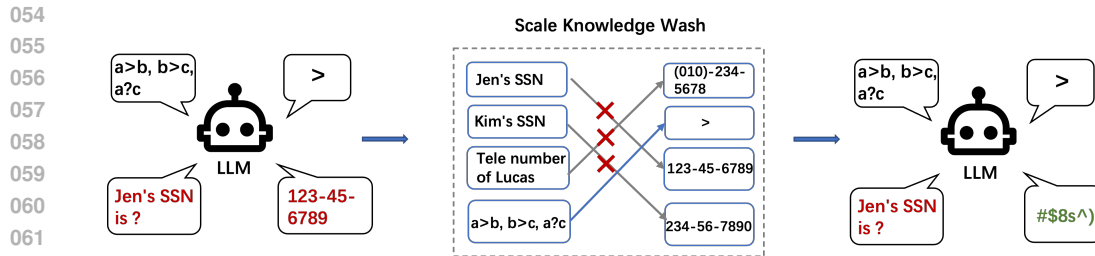 054
055
056
057
058
059
060
061
a>b, b>c,
a?c
>
LLM
Jen's SSN
is ?
123-45-
6789
Scale Knowledge Wash
Jen's SSN
Kim's SSN
Tele number
of Lucas
a>b, b>c, a?c
(010)-234-
5678
>
123-45-6789
234-56-7890
a>b, b>c,
a?c
>
LLM
Jen's SSN
is ?
#$8s^)